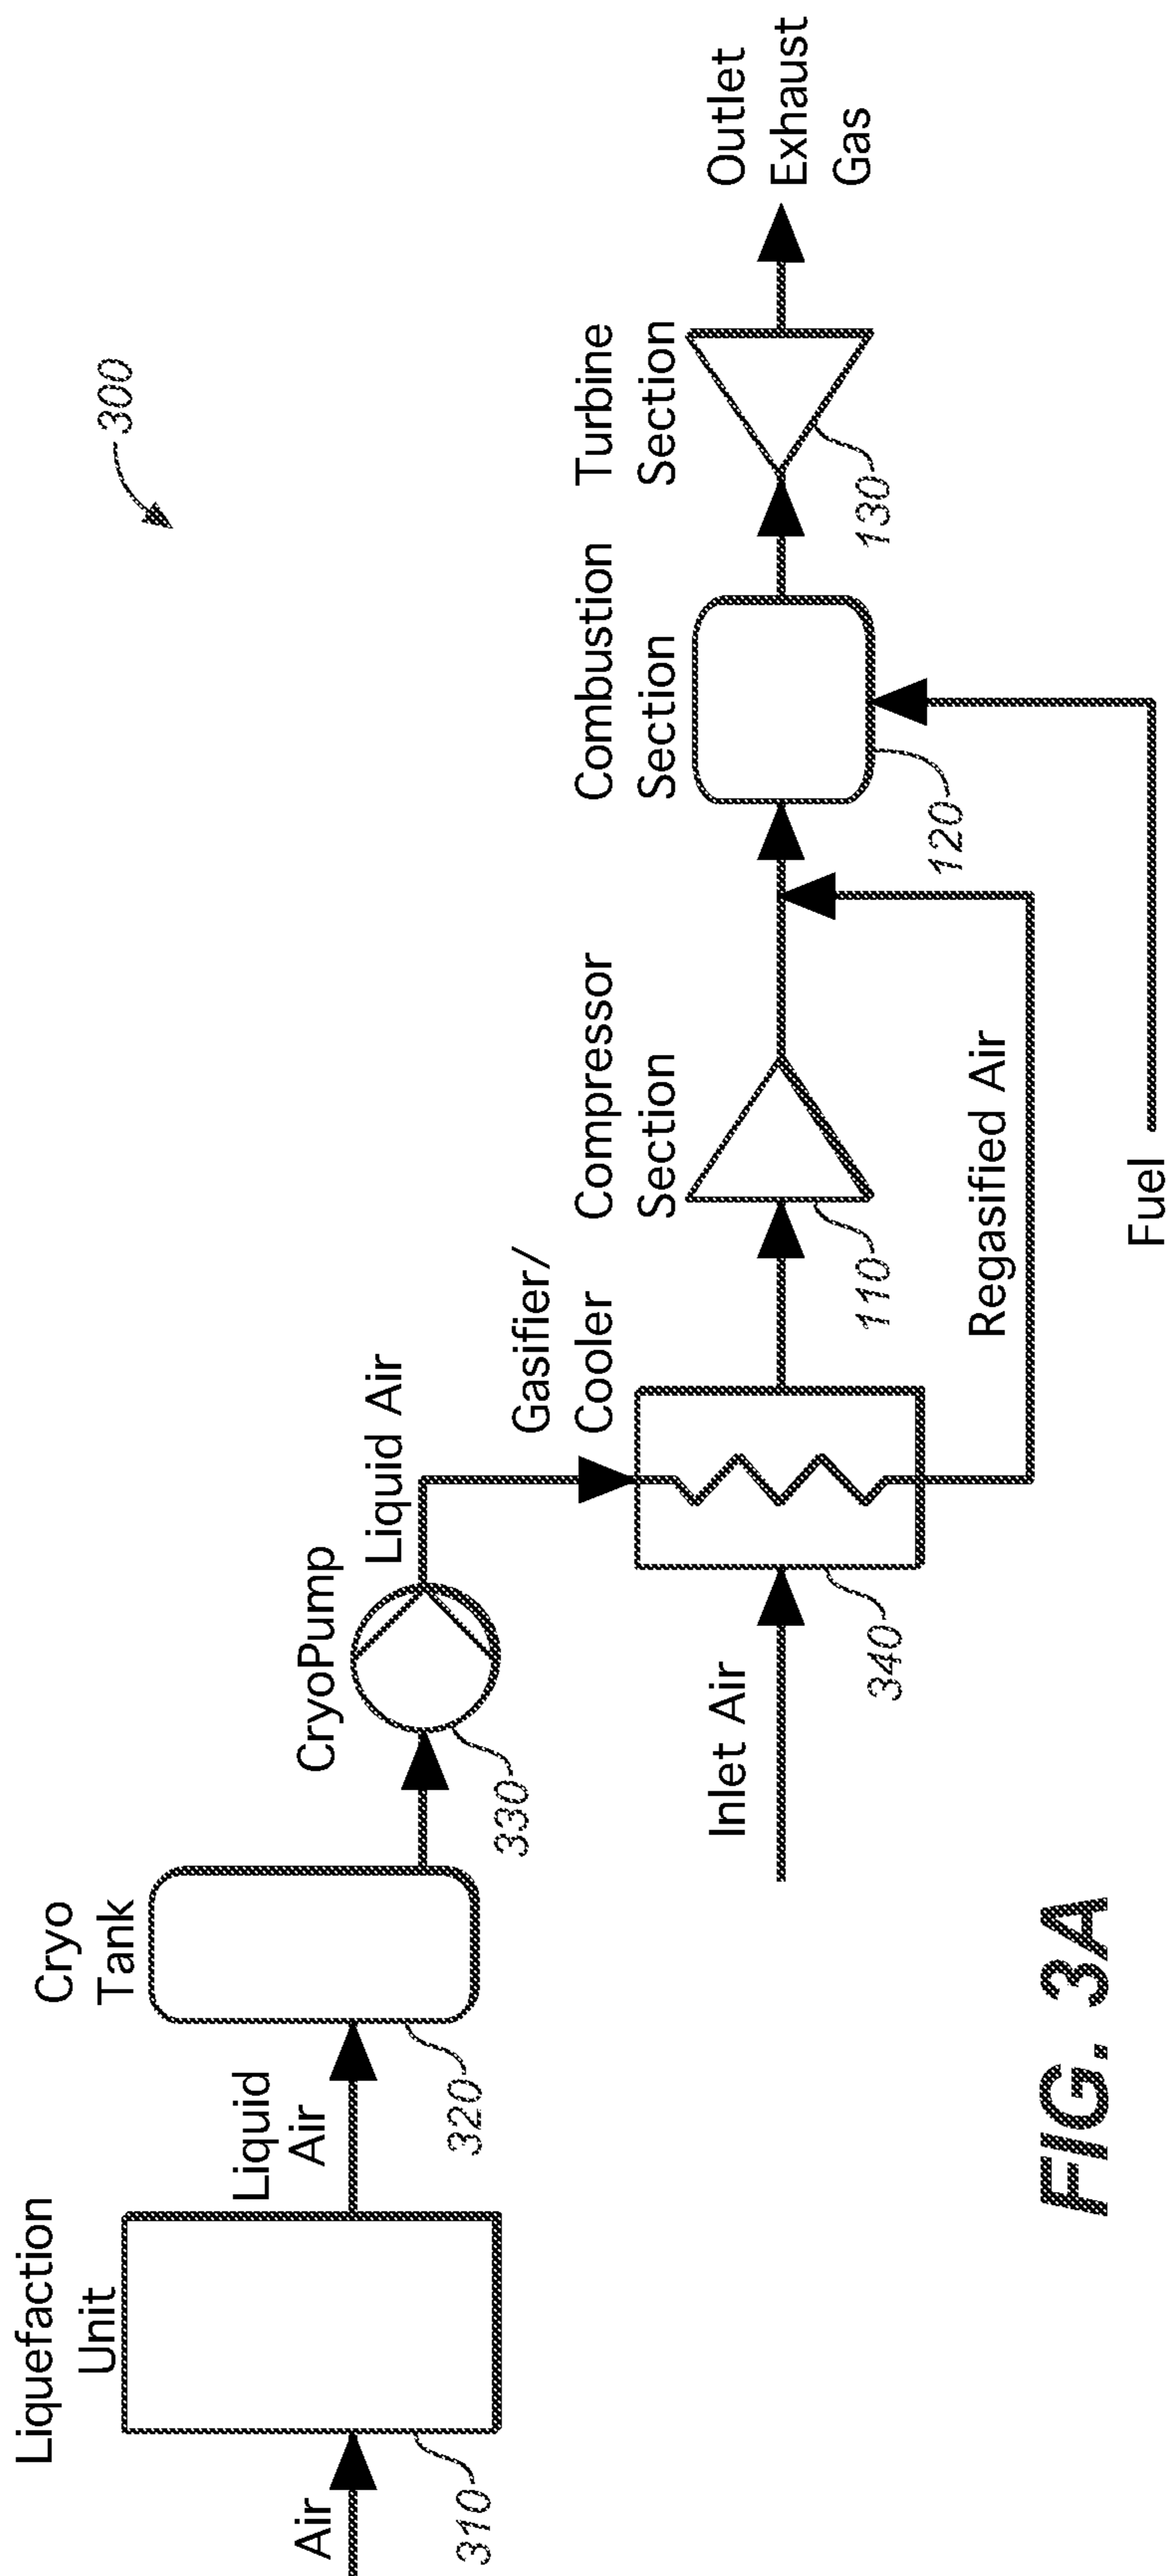 300
Liquefaction
Unit
Air
310
Liquid
Air
Cryo
Tank
320
CryoPump
330
Liquid Air
Gasifier/
Cooler
Inlet Air
340
Compressor
Section
110
Regasified Air
Combustion
Section
120
Fuel
Turbine
Section
130
Outlet
Exhaust
Gas
FIG. 3A